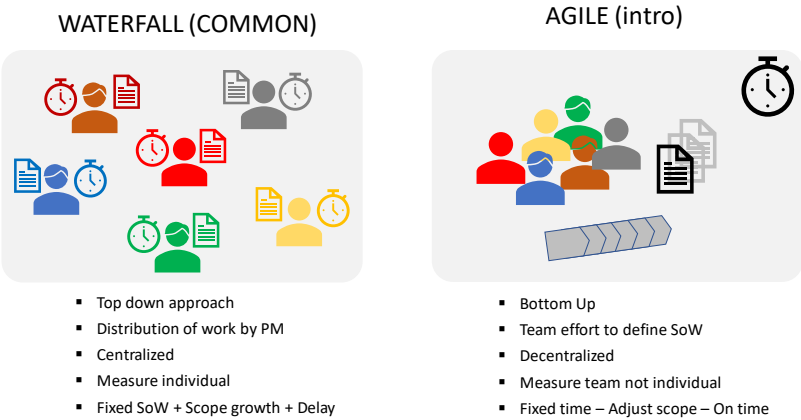 WATERFALL (COMMON)
▪ Top down approach
▪ Distribution of work by PM
▪ Centralized
▪ Measure individual
▪ Fixed SoW + Scope growth + Delay
AGILE (intro)
▪ Bottom Up
▪ Team effort to define SoW
▪ Decentralized
▪ Measure team not individual
▪ Fixed time – Adjust scope – On time